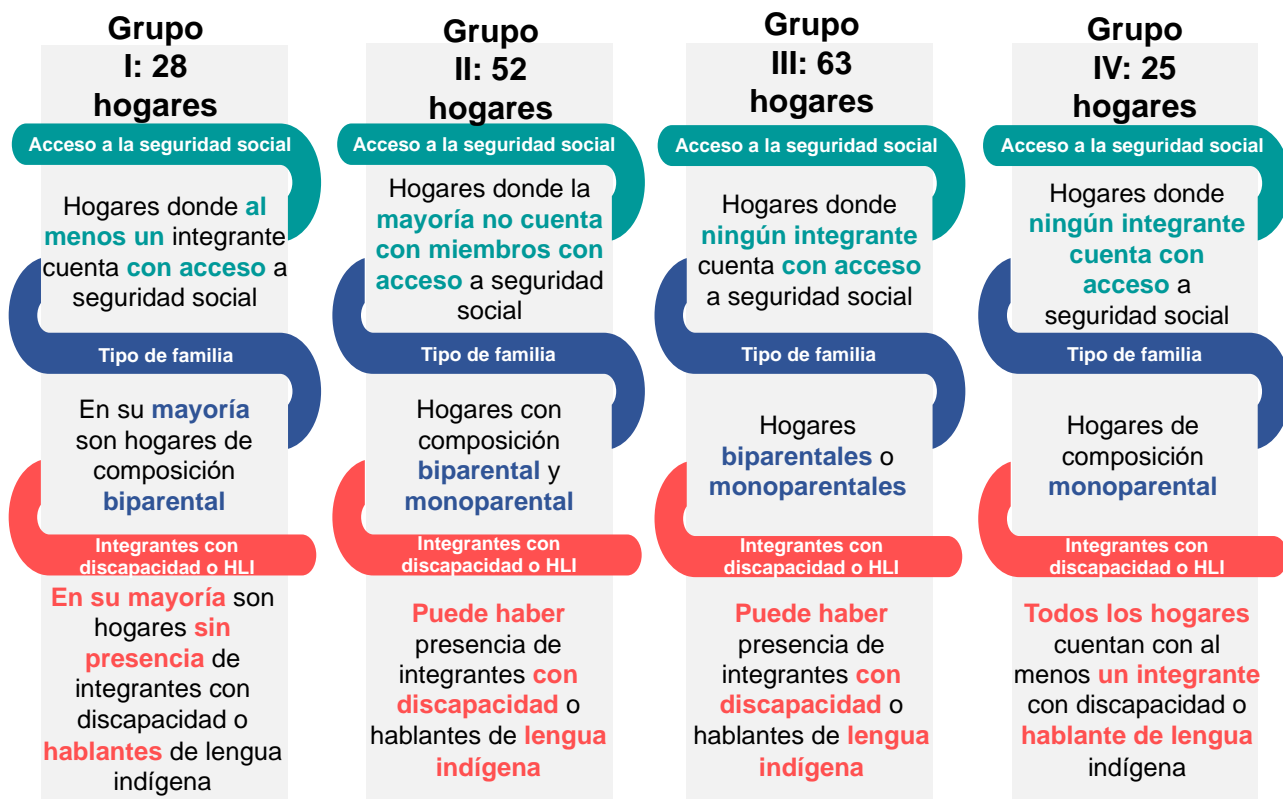 Grupo
I: 28
hogares
Acceso a la seguridad social
Hogares donde al
menos un integrante
cuenta con acceso a
seguridad social
Tipo de familia
En su mayoría
son hogares de
composición
biparental
Integrantes con
discapacidad o HLI
En su mayoría son
hogares sin
presencia de
integrantes con
discapacidad o
hablantes de lengua
indígena
Grupo
II: 52
hogares
Acceso a la seguridad social
Hogares donde la
mayoría no cuenta
con miembros con
acceso a seguridad
social
Tipo de familia
Hogares con
composición
biparental y
monoparental
Integrantes con
discapacidad o HLI
Puede haber
presencia de
integrantes con
discapacidad o
hablantes de lengua
indígena
Grupo
III: 63
hogares
Acceso a la seguridad social
Hogares donde
ningún integrante
cuenta con acceso
a seguridad social
Tipo de familia
Hogares
biparentales o
monoparentales
Integrantes con
discapacidad o HLI
Puede haber
presencia de
integrantes con
discapacidad o
hablantes de lengua
indígena
Grupo
IV: 25
hogares
Acceso a la seguridad social
Hogares donde
ningún integrante
cuenta con
acceso a
seguridad social
Tipo de familia
Hogares de
composición
monoparental
Integrantes con
discapacidad o HLI
Todos los hogares
cuentan con al
menos un integrante
con discapacidad o
hablante de lengua
indígena